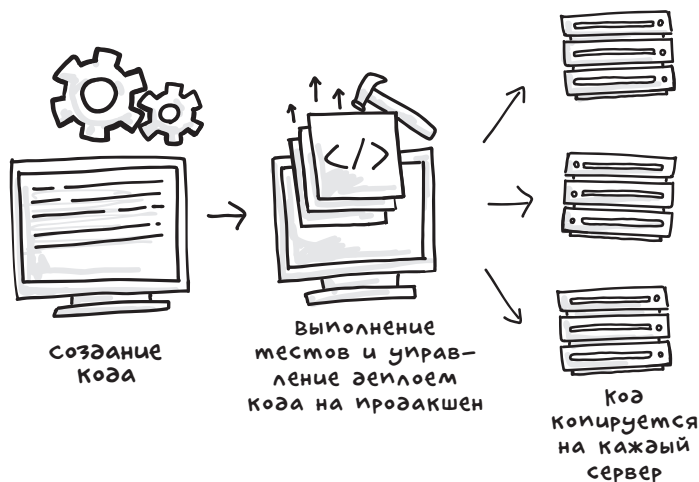 </>
создание
кода
выполнение
тестов и управ-
ление деплоем
кода на продакшен
код
копируется
на каждый
сервер